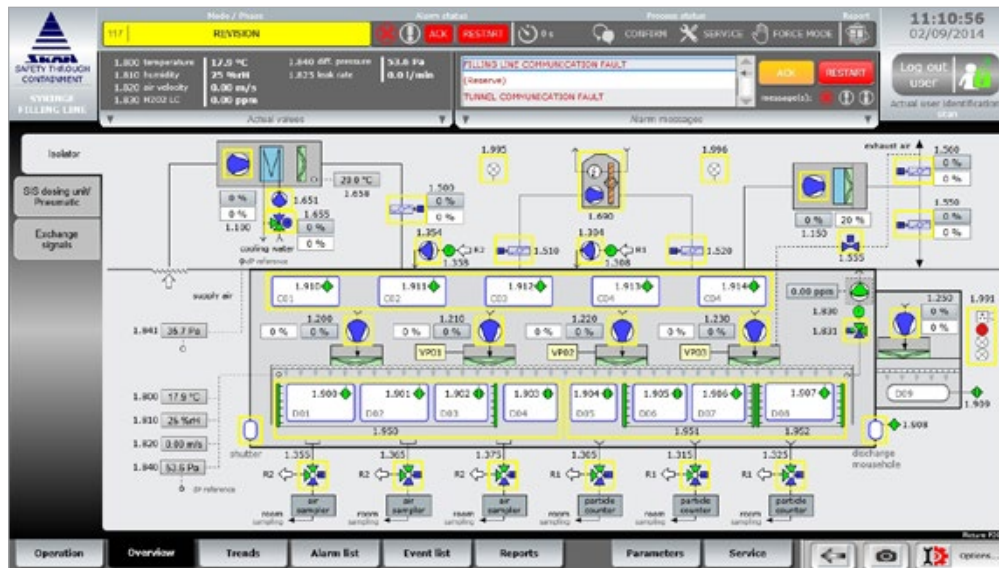 Mode / Phase
Alarm status
Process status
Report
11:10:56
02/09/2014
117
REVISION
ACK
RESTART
0 s
CONFIRM
SERVICE
FORCE MODE
SKAN
SAFETY THROUGH
CONTAINMENT
SYRINGE
FILLING LINE
1.800 temperature 17.9 °C
1.810 humidity 25 %rH
1.820 air velocity 0.00 m/s
1.830 H2O2 LC 0.00 ppm
1.840 diff. pressure 53.6 Pa
1.825 leak rate 0.0 l/min
Actual values
FILLING LINE COMMUNICATION FAULT
(Reserve)
TUNNEL COMMUNICATION FAULT
ACK
RESTART
message(s):
Alarm messages
Log out
user
Actual user identification
Isolator
SIS dosing unit/
Pneumatic
Exchange
signals
20.0 °C
1.658
0 %
0 %
1.100
1.651
1.655
0 %
0 %
cooling water
dP reference
1.500
0 %
0 %
1.354
R2
1.338
1.995
1.690
1.510
1.304
R1
1.308
1.996
1.520
exhaust air
1.560
0 %
0 %
1.550
0 %
0 %
0 %
20 %
1.150
1.555
supply air
1.841
36.7 Pa
1.910
C01
1.911
C02
1.912
C03
1.913
C04
1.914
C04
0.00 ppm
1.830
1.831
1.250
0 %
0 %
1.991
1.200
0 %
0 %
1.210
0 %
0 %
1.220
0 %
0 %
1.230
0 %
0 %
VP01
VP02
VP03
1.800
17.9 °C
1.810
25 %rH
1.820
0.00 m/s
1.840
53.6 Pa
dP reference
1.900
D01
1.901
D02
1.902
D03
1.903
D04
1.904
D05
1.905
D06
1.906
D07
1.907
D08
D09
1.909
1.908
1.950
1.951
1.952
shutter
discharge
mousehole
1.355
R2
air
sampler
room
sampling
1.365
R2
air
sampler
room
sampling
1.375
R2
air
sampler
room
sampling
1.305
R1
particle
counter
room
sampling
1.315
R1
particle
counter
room
sampling
1.325
R1
particle
counter
room
sampling
Operation
Overview
Trends
Alarm list
Event list
Reports
Parameters
Service
Options...